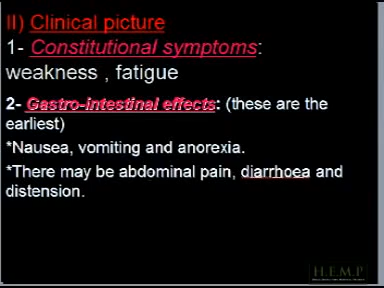 II) Clinical picture
1- Constitutional symptoms:
weakness , fatigue
2- Gastro-intestinal effects: (these are the
earliest)
*Nausea, vomiting and anorexia.
*There may be abdominal pain, diarrhoea and
distension.
H.E.M.P